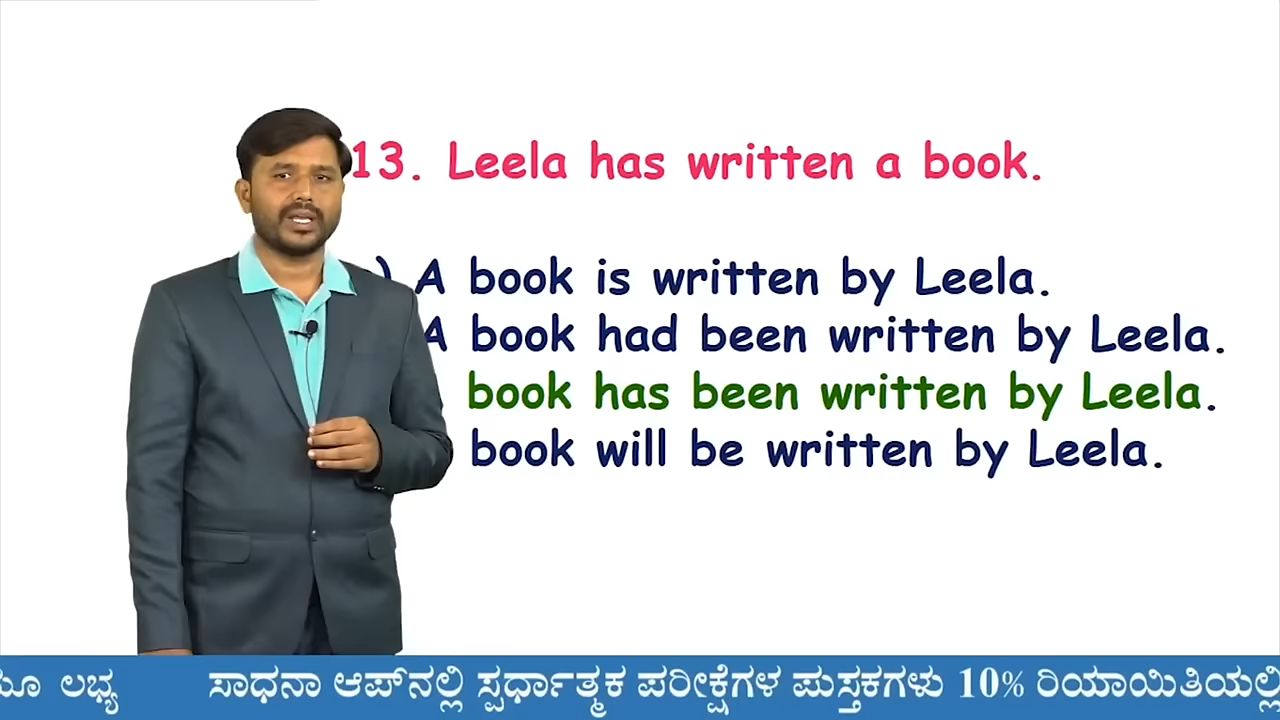 13. Leela has written a book.
) A book is written by Leela.
A book had been written by Leela.
book has been written by Leela.
book will be written by Leela.
ಲಭ್ಯ ಸಾಧನಾ ಆಪ್‌ನಲ್ಲಿ ಸ್ಪರ್ಧಾತ್ಮಕ ಪರೀಕ್ಷೆಗಳ ಪುಸ್ತಕಗಳು 10% ರಿಯಾಯಿತಿಯಲ್ಲಿ